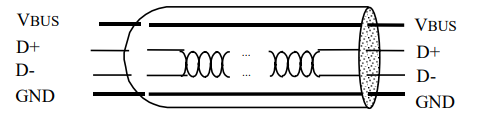 VBUS VBUS
D+ D+
... ...
D- D-
GND GND